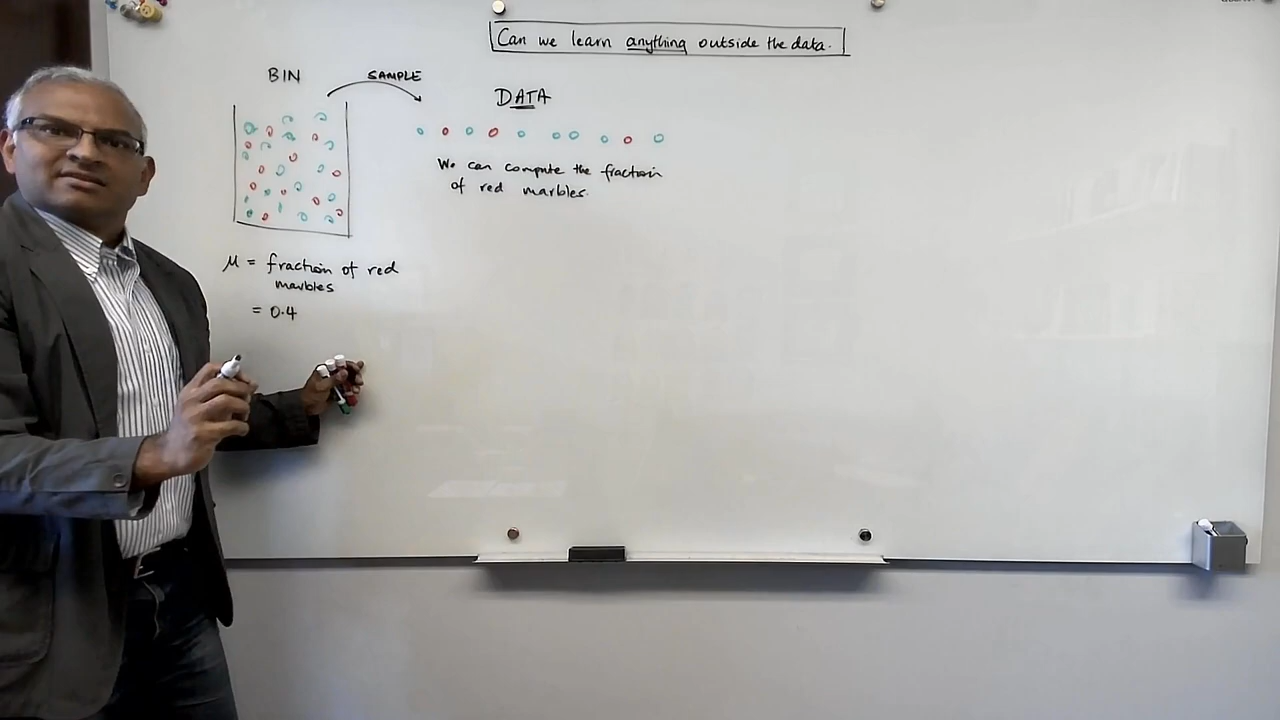 Can we learn anything outside the data.
BIN
SAMPLE
DATA
We can compute the fraction
of red marbles.
μ = fraction of red
marbles
= 0.4